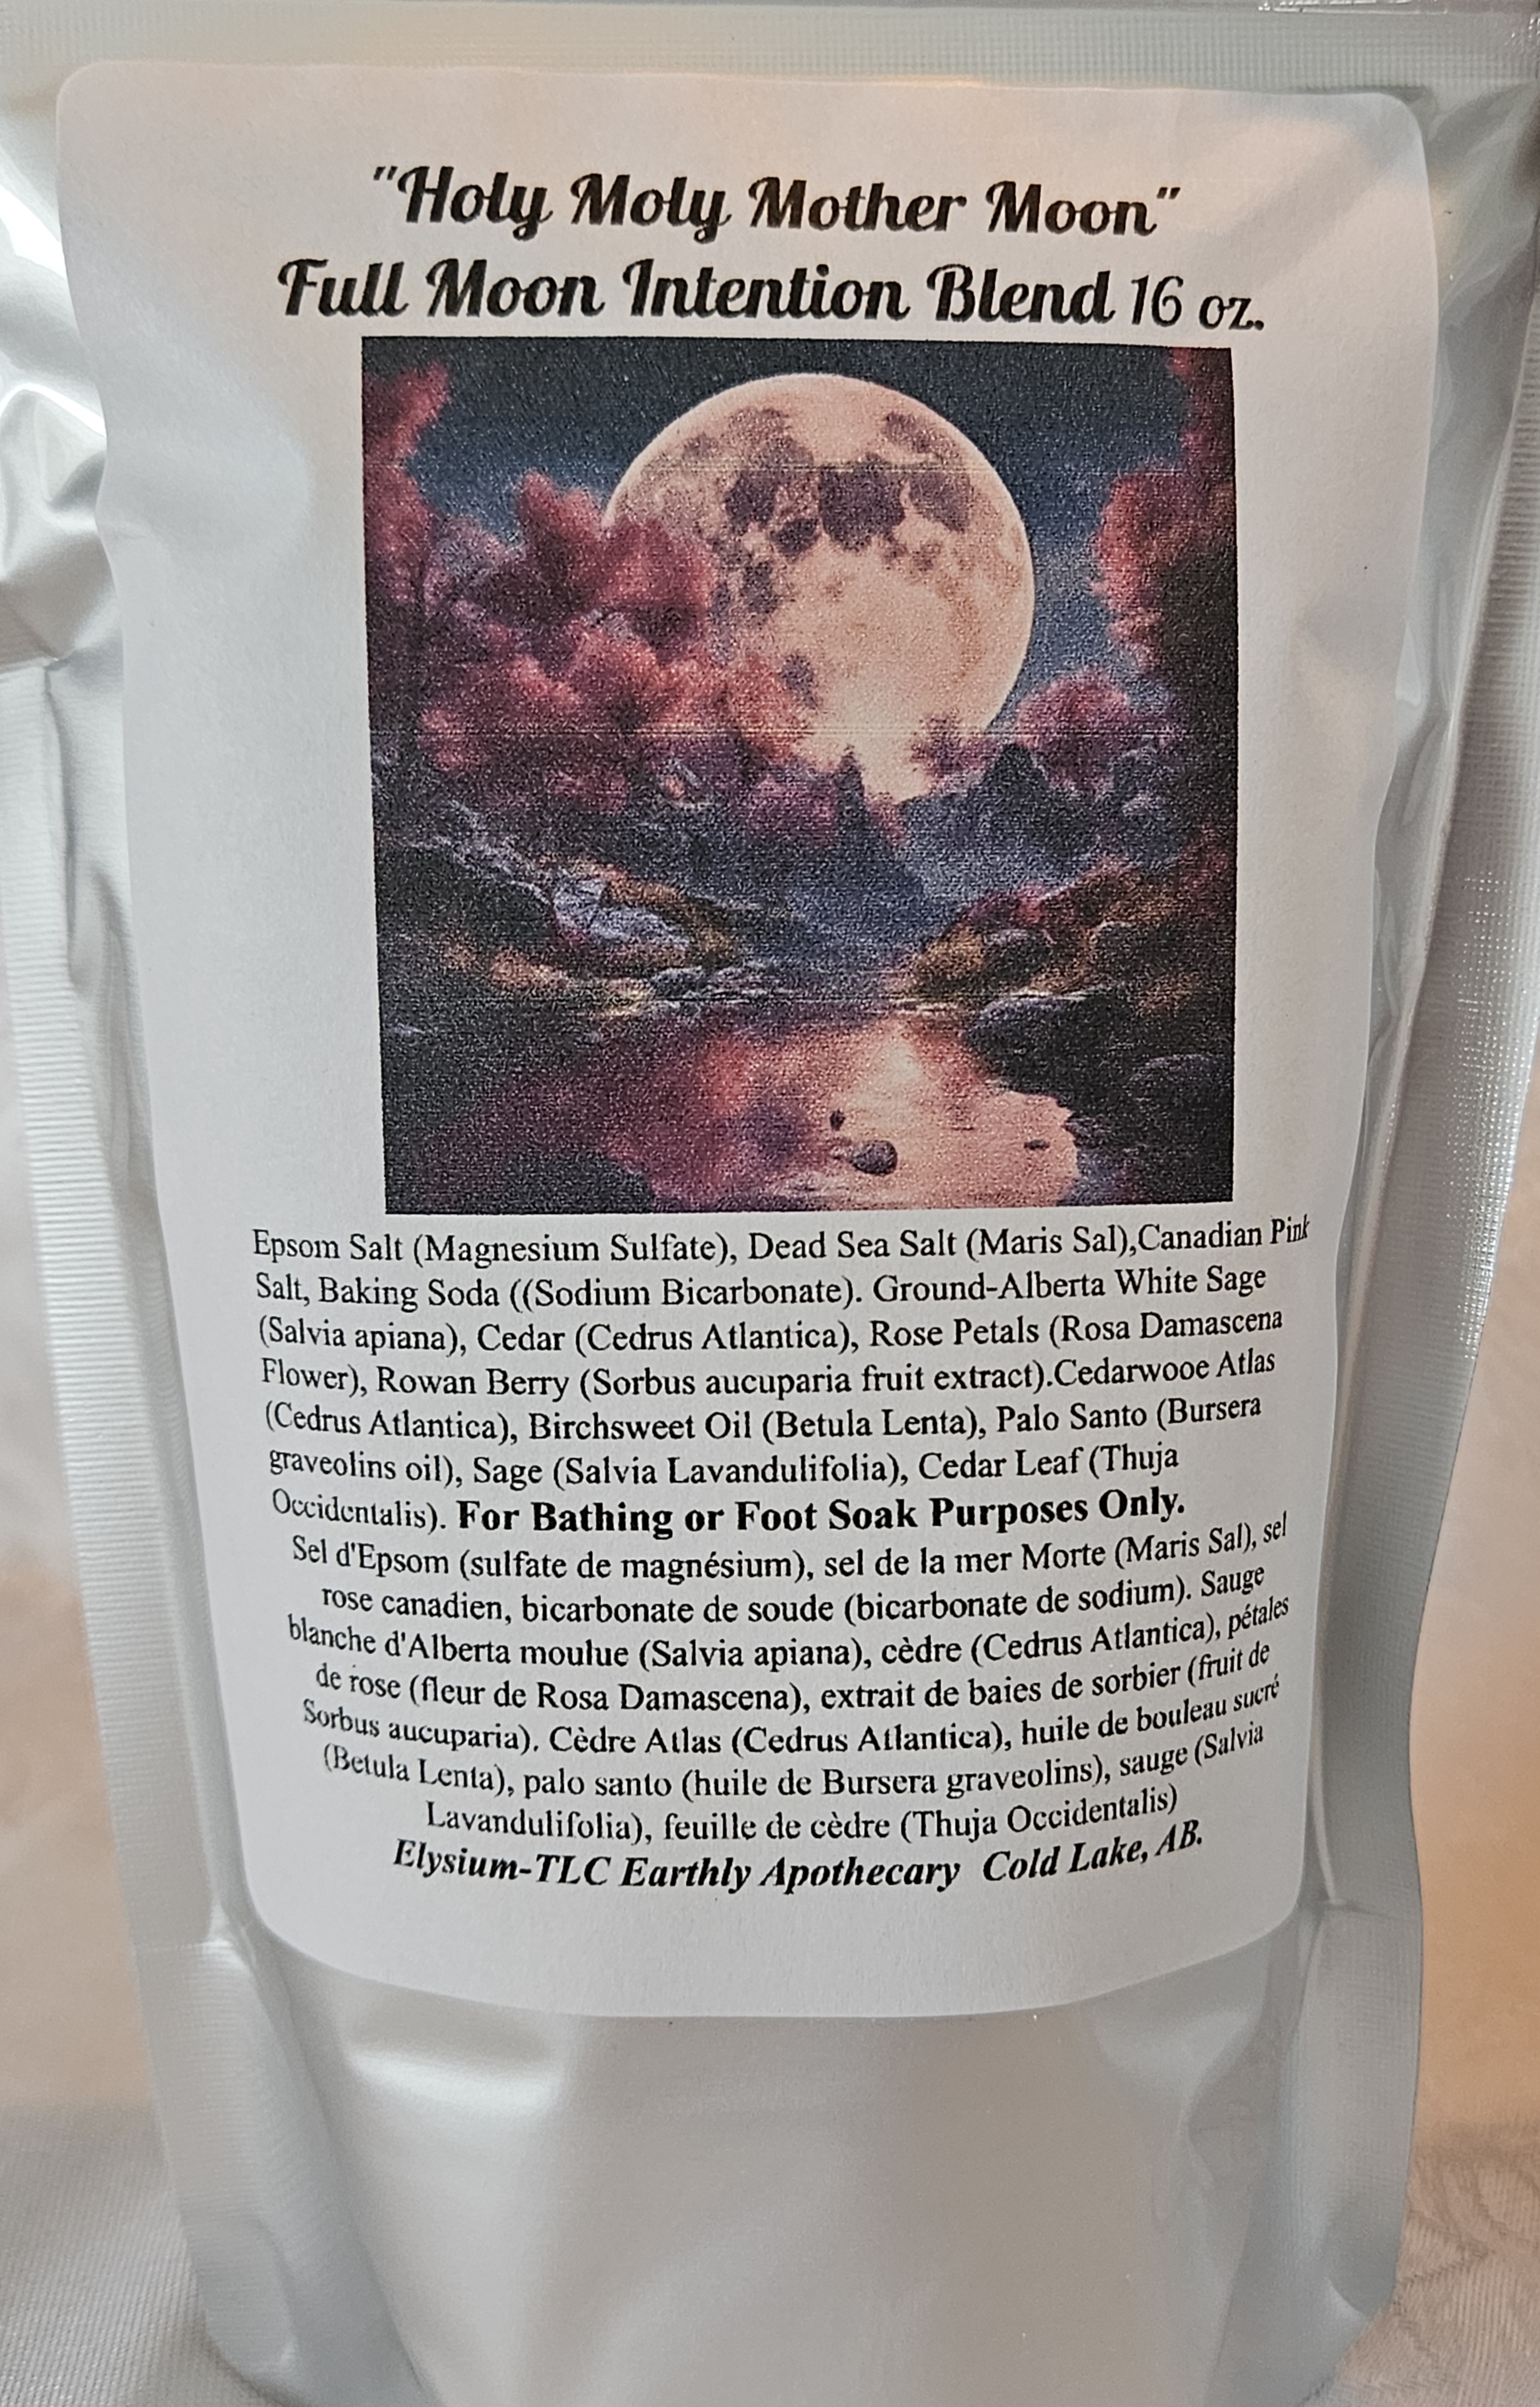 "Holy Moly Mother Moon"
Full Moon Intention Blend 16 oz.
Epsom Salt (Magnesium Sulfate), Dead Sea Salt (Maris Sal),Canadian Pink
Salt, Baking Soda ((Sodium Bicarbonate). Ground-Alberta White Sage
(Salvia apiana), Cedar (Cedrus Atlantica), Rose Petals (Rosa Damascena
Flower), Rowan Berry (Sorbus aucuparia fruit extract).Cedarwooe Atlas
(Cedrus Atlantica), Birchsweet Oil (Betula Lenta), Palo Santo (Bursera
graveolins oil), Sage (Salvia Lavandulifolia), Cedar Leaf (Thuja
Occidentalis). For Bathing or Foot Soak Purposes Only.
Sel d'Epsom (sulfate de magnésium), sel de la mer Morte (Maris Sal), sel
rose canadien, bicarbonate de soude (bicarbonate de sodium). Sauge
blanche d'Alberta moulue (Salvia apiana), cèdre (Cedrus Atlantica), pétales
de rose (fleur de Rosa Damascena), extrait de baies de sorbier (fruit de
Sorbus aucuparia). Cèdre Atlas (Cedrus Atlantica), huile de bouleau sucré
(Betula Lenta), palo santo (huile de Bursera graveolins), sauge (Salvia
Lavandulifolia), feuille de cèdre (Thuja Occidentalis)
Elysium-TLC Earthly Apothecary Cold Lake, AB.